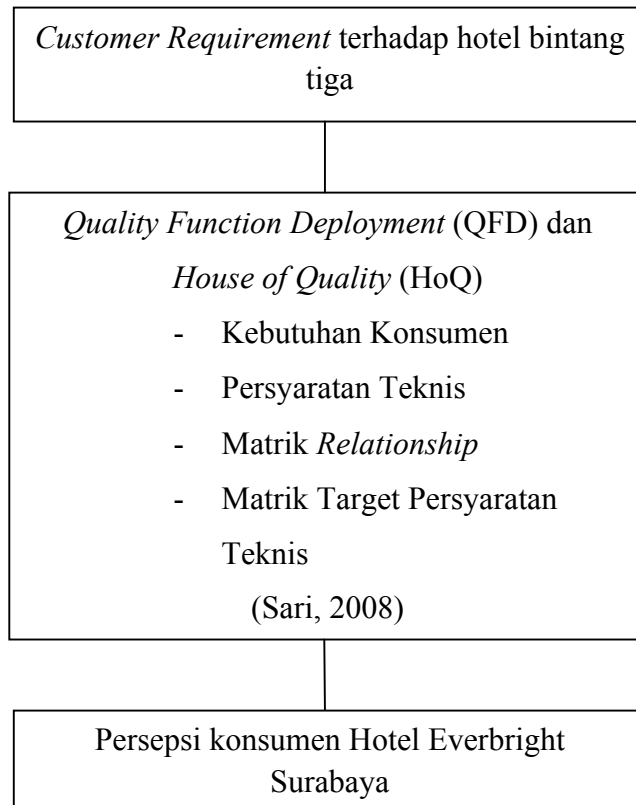 Customer Requirement terhadap hotel bintang
tiga
Quality Function Deployment (QFD) dan
House of Quality (HoQ)
- Kebutuhan Konsumen
- Persyaratan Teknis
- Matrik Relationship
- Matrik Target Persyaratan
Teknis
(Sari, 2008)
Persepsi konsumen Hotel Everbright
Surabaya